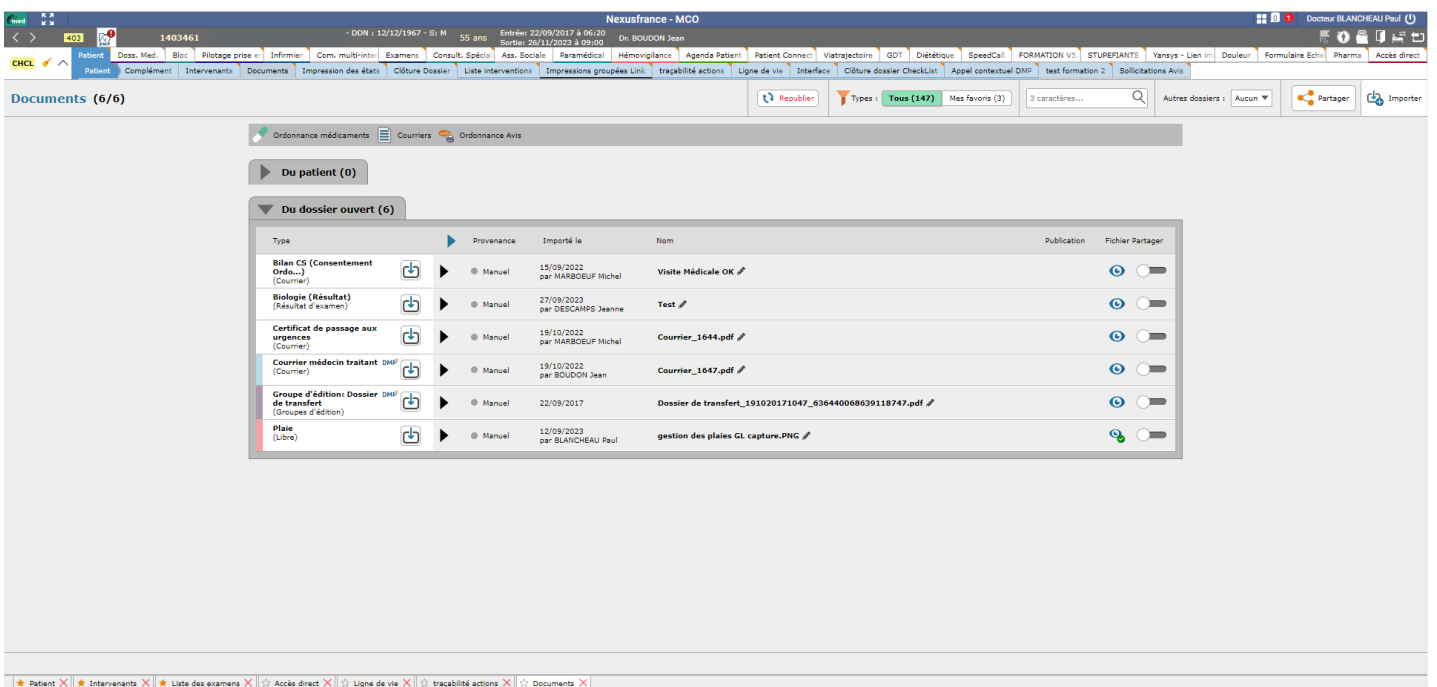 Emed Nexusfrance - MCO 0 1 Docteur BLANCHEAU Paul
403 DMP 1403461 - DDN : 12/12/1967 - S: M 55 ans Entrée: 22/09/2017 à 06:20 Dr. BOUDON Jean
Sortie: 26/11/2023 à 09:00
CHCL
Patient Doss. Med. Bloc Pilotage prise er Infirmier Com. multi-inte Examens Consult. Spécial Ass. Sociale Paramédical Hémovigilance Agenda Patient Patient Connect Viatrajectoire GDT Diététique SpeedCall FORMATION V5 STUPEFIANTS Yansys - Lien im Douleur Formulaire Eche Pharma Accès direct
Patient Complément Intervenants Documents Impression des états Clôture Dossier Liste interventions Impressions groupées Link traçabilité actions Ligne de vie Interface Clôture dossier CheckList Appel contextuel DMP test formation 2 Sollicitations Avis
Documents (6/6) Republier Types : Tous (147) Mes favoris (3) 3 caractères... Autres dossiers : Aucun Partager Importer
Ordonnance médicaments Courriers Ordonnance Avis
Du patient (0)
Du dossier ouvert (6)
Type Provenance Importé le Nom Publication Fichier Partager
Bilan CS (Consentement
Ordo...)
(Courrier)
Manuel
15/09/2022
par MARBOEUF Michel
Visite Médicale OK
Biologie (Résultat)
(Résultat d'examen)
Manuel
27/09/2023
par DESCAMPS Jeanne
Test
Certificat de passage aux
urgences
(Courrier)
Manuel
19/10/2022
par MARBOEUF Michel
Courrier_1644.pdf
Courrier médecin traitant DMP
(Courrier)
Manuel
19/10/2022
par BOUDON Jean
Courrier_1647.pdf
Groupe d'édition: Dossier DMP
de transfert
(Groupes d'édition)
Manuel
22/09/2017
Dossier de transfert_191020171047_636440068639118747.pdf
Plaie
(Libre)
Manuel
12/09/2023
par BLANCHEAU Paul
gestion des plaies GL capture.PNG
Patient Intervenants Liste des examens Accès direct Ligne de vie traçabilité actions Documents